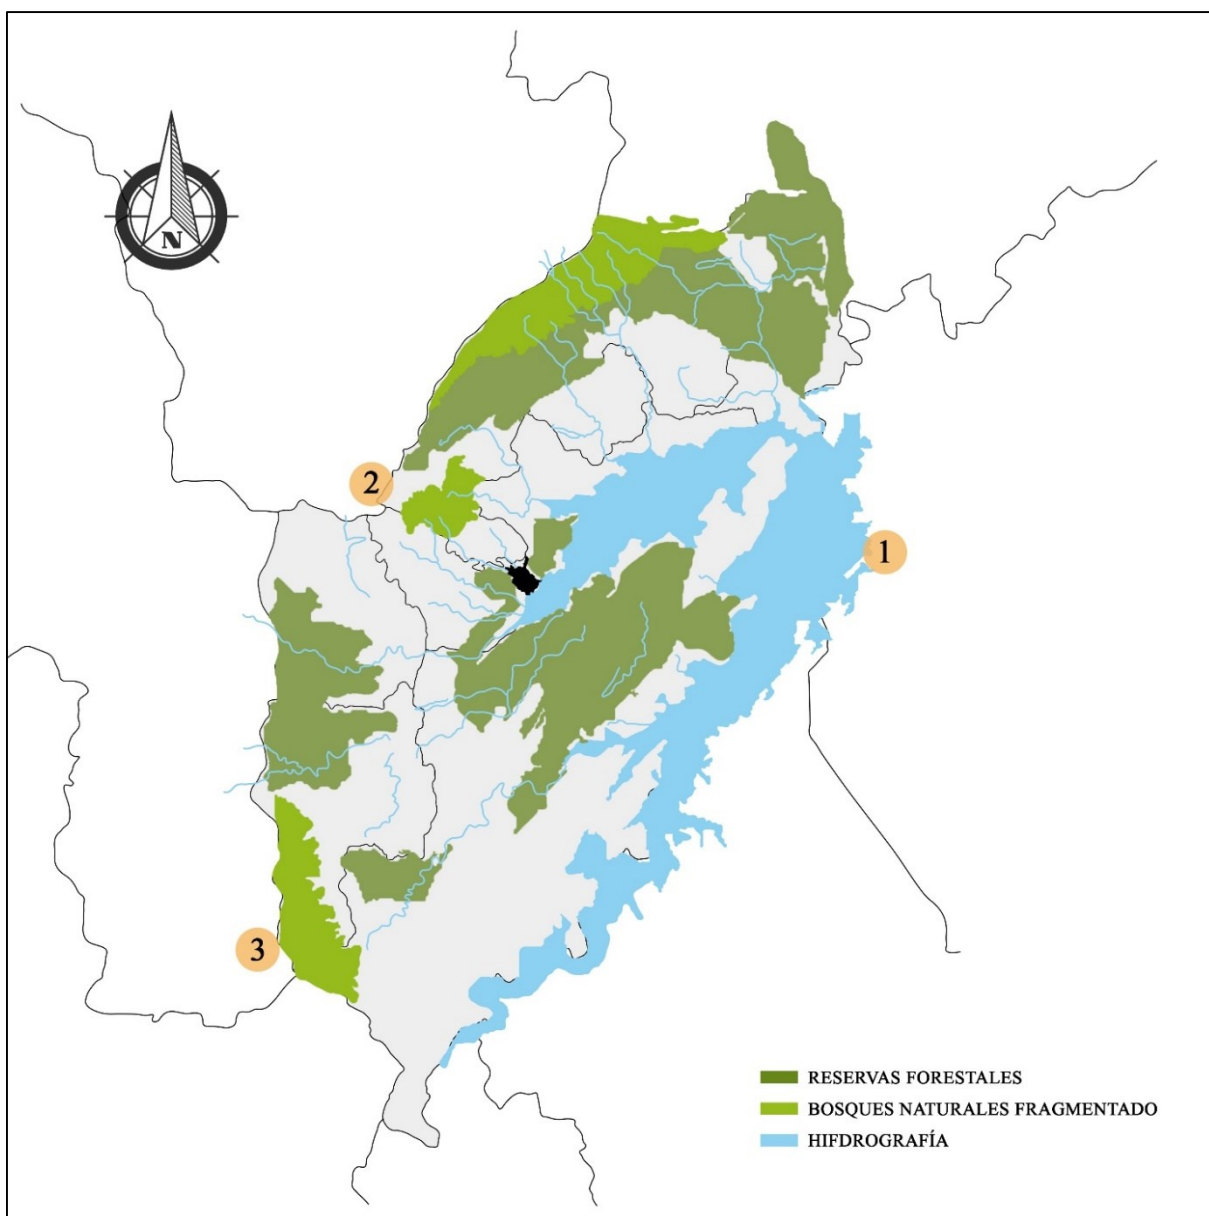 N
2
1
3
RESERVAS FORESTALES
BOSQUES NATURALES FRAGMENTADO
HIFDROGRAFÍA